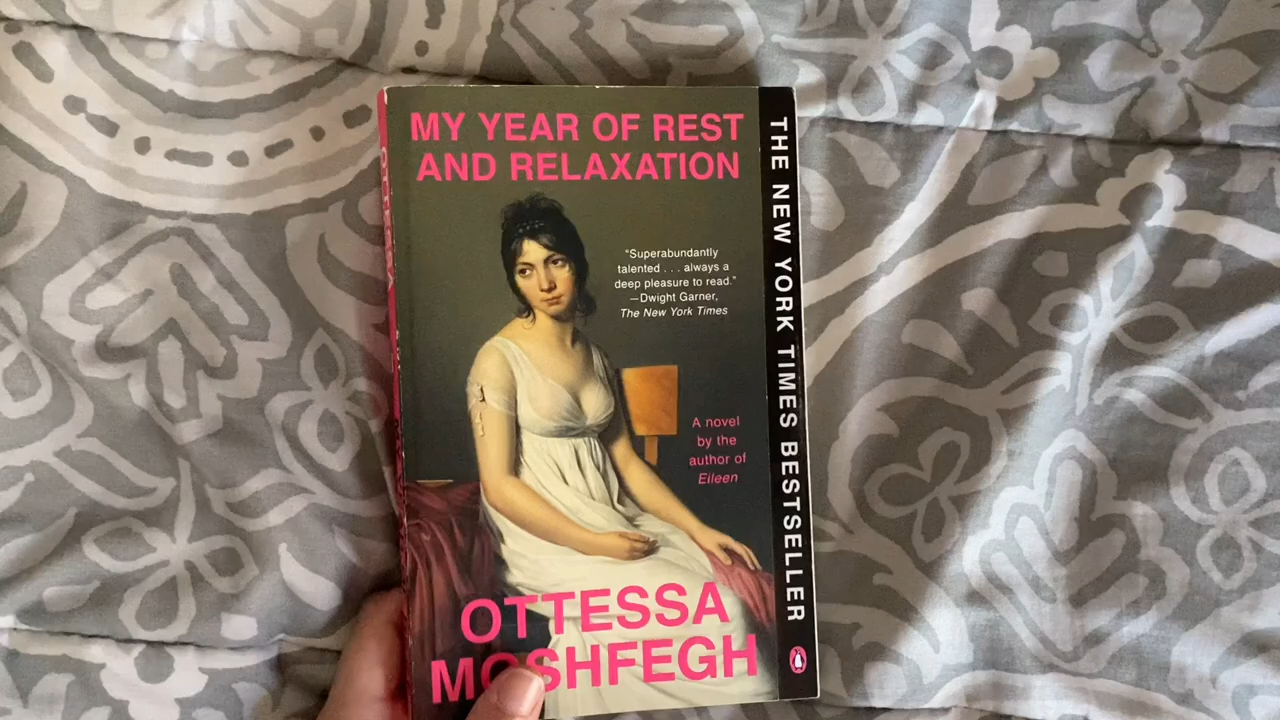 MY YEAR OF REST
AND RELAXATION
"Superabundantly
talented . . . always a
deep pleasure to read."
—Dwight Garner,
The New York Times
A novel
by the
author of
Eileen
OTTESSA
MOSHFEGH
THE NEW YORK TIMES BESTSELLER